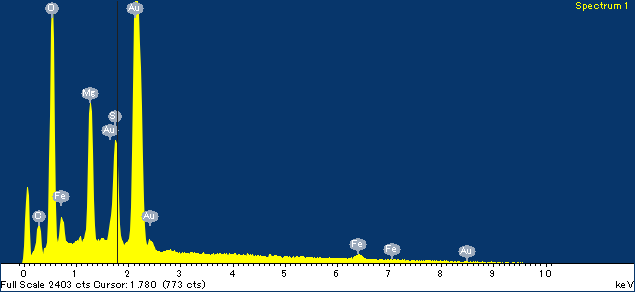 Spectrum 1
O Au
Mg
Si
Au
Fe
O Au
Fe Fe Au
0 1 2 3 4 5 6 7 8 9 10
Full Scale 2403 cts Cursor: 1.780 (773 cts) keV